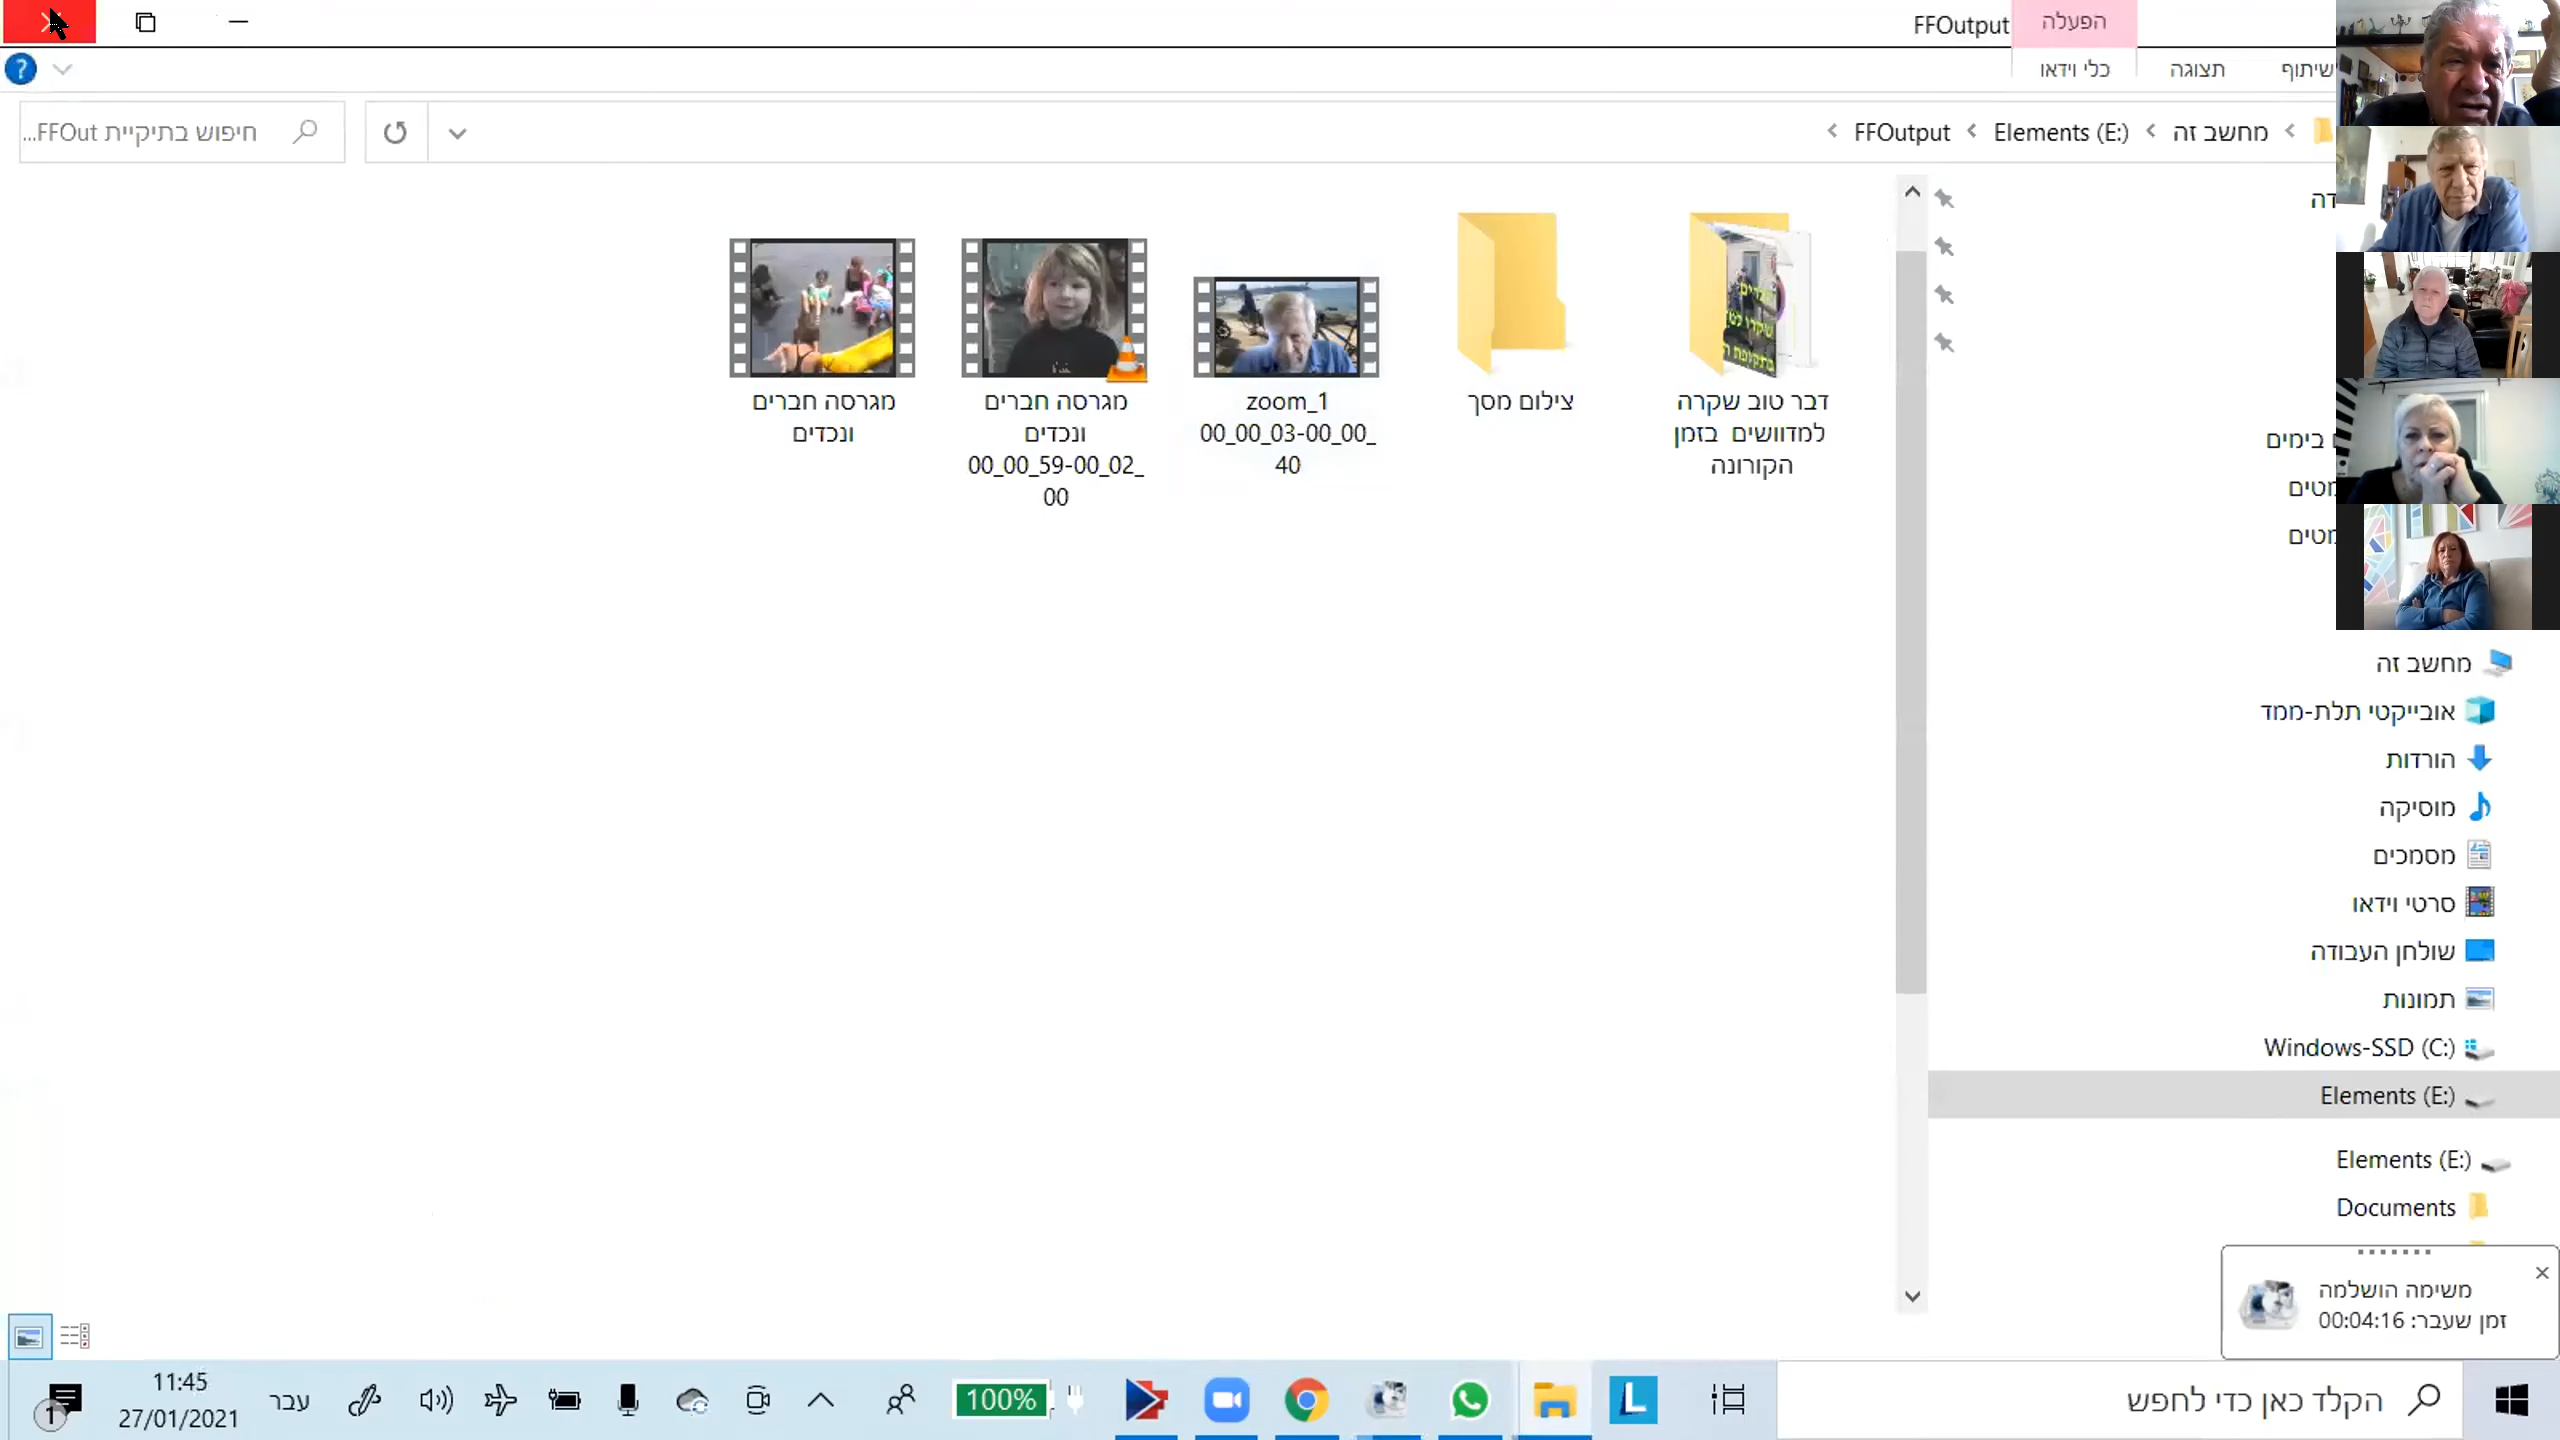 FFOutput
הפעלה
שיתוף
תצוגה
כלי וידאו
מחשב זה
Elements (E:)
FFOutput
חיפוש בתיקיית FFOut...
דבר טוב שקרה
למדוושים בזמן
הקורונה
צילום מסך
zoom_1
00_00_03-00_00_
40
מגרסה חברים
ונכדים
00_00_59-00_02_
00
מגרסה חברים
ונכדים
בימים
מחשב זה
אובייקטי תלת-ממד
הורדות
מוסיקה
מסמכים
סרטי וידאו
שולחן העבודה
תמונות
Windows-SSD (C:)
Elements (E:)
Elements (E:)
Documents
משימה הושלמה
זמן שעבר: 00:04:16
הקלד כאן כדי לחפש
L
100%
עבר
11:45
27/01/2021
1